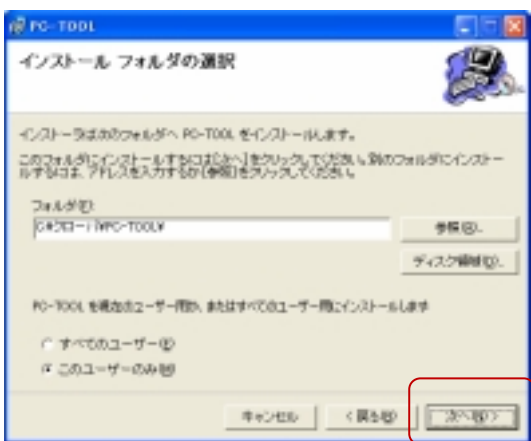 PC-TOOL
インストール フォルダの選択
インストーラは次のフォルダへ PC-TOOL をインストールします。
このフォルダにインストールするには[次へ]をクリックしてください。別のフォルダにインストー
ルするには、アドレスを入力するか[参照]をクリックしてください。
フォルダ(F):
PC-TOOL¥
参照(R)...
ディスク領域(D)...
PC-TOOL を現在のユーザー用か、またはすべてのユーザー用にインストールします
すべてのユーザー(E)
このユーザーのみ(M)
キャンセル
< 戻る(B)
次へ(N) >